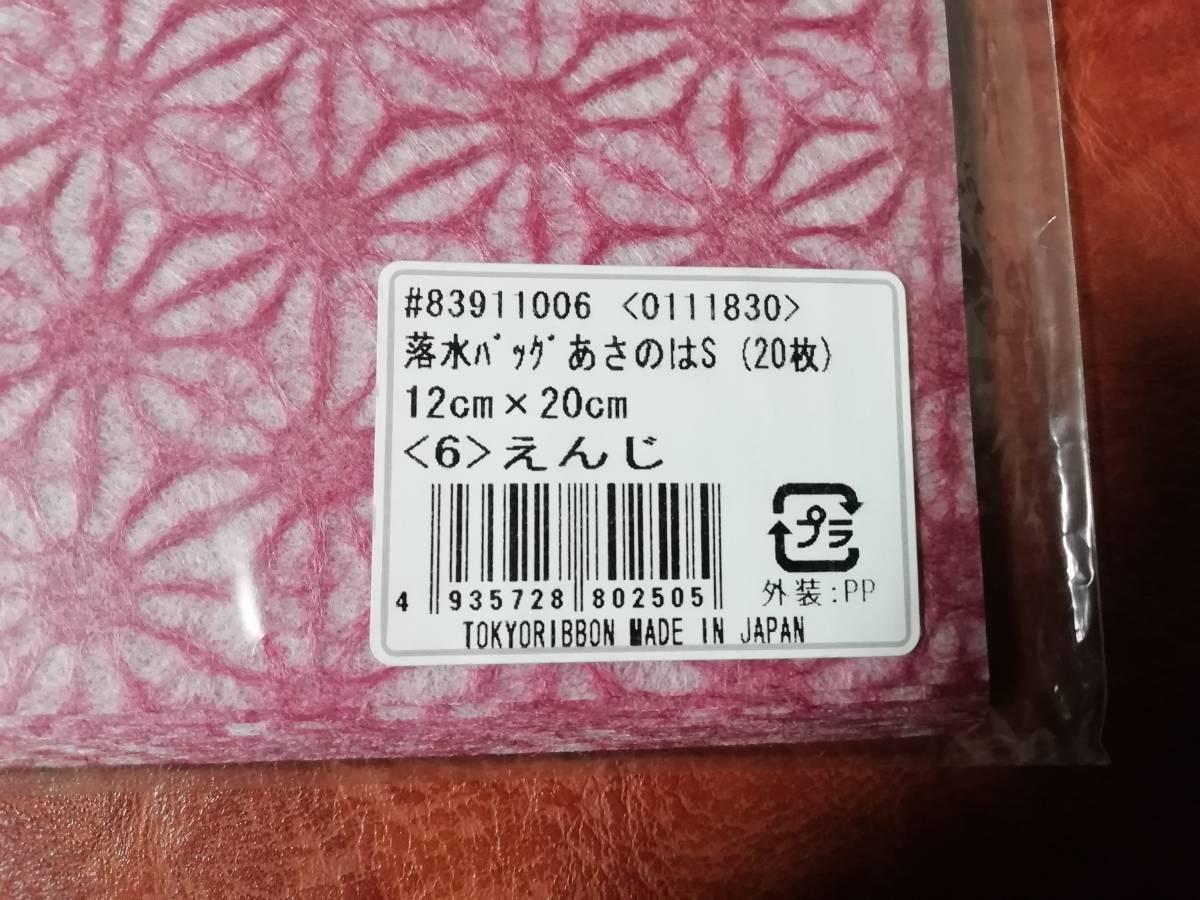 #83911006 <0111830>
落水ﾊﾞｯｸﾞあさのはS (20枚)
12cm×20cm
<6>えんじ
プラ
4 935728 802505
外装:PP
TOKYORIBBON MADE IN JAPAN